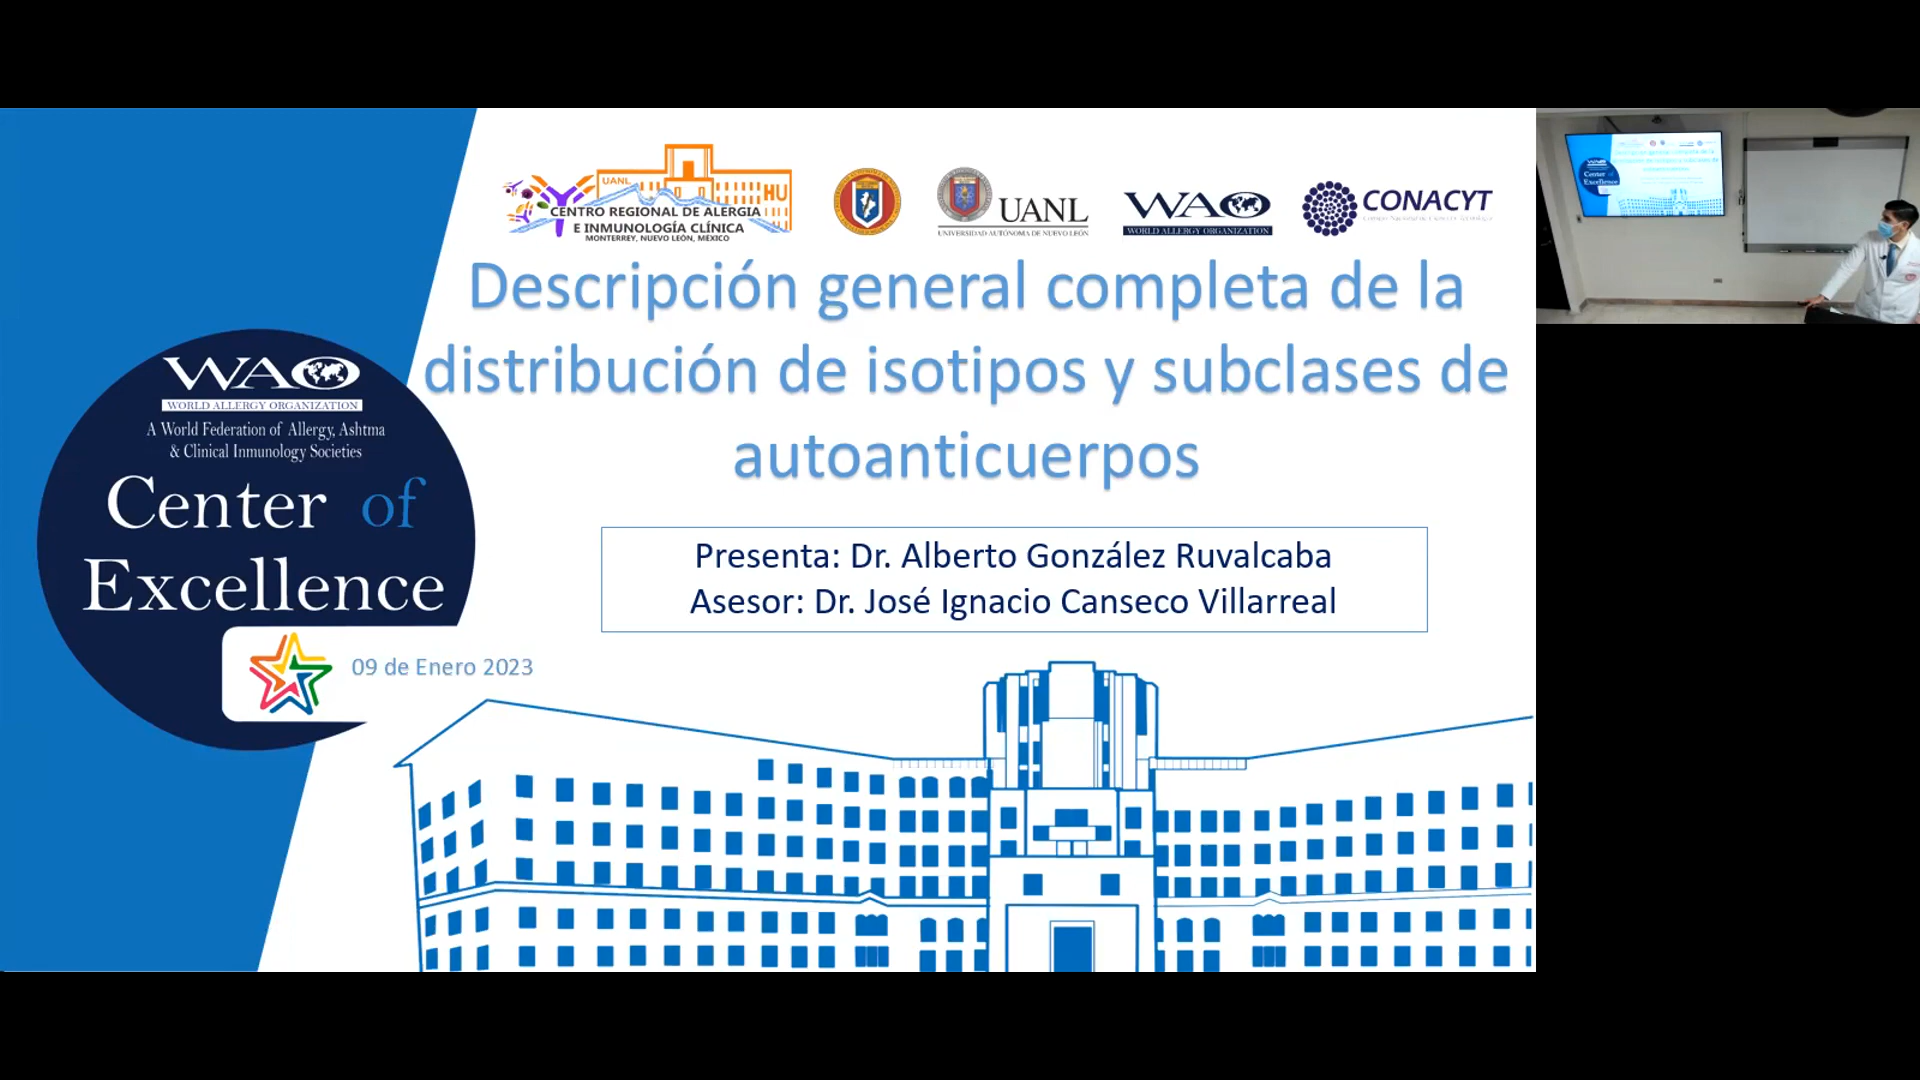 UANL
HU
CENTRO REGIONAL DE ALERGIA
E INMUNOLOGÍA CLÍNICA
MONTERREY, NUEVO LEÓN, MÉXICO
UANL
UNIVERSIDAD AUTÓNOMA DE NUEVO LEÓN
WAO
WORLD ALLERGY ORGANIZATION
CONACYT
Descripción general completa de la
distribución de isotipos y subclases de
autoanticuerpos
WAO
WORLD ALLERGY ORGANIZATION
A World Federation of Allergy, Ashtma
& Clinical Inmunology Societies
Center of
Excellence
Presenta: Dr. Alberto González Ruvalcaba
Asesor: Dr. José Ignacio Canseco Villarreal
09 de Enero 2023
Center of
Excellence